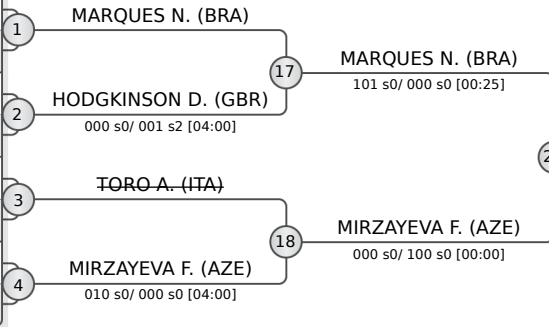 MARQUES N. (BRA)
1
17
MARQUES N. (BRA)
101 s0/ 000 s0 [00:25]
HODGKINSON D. (GBR)
2
000 s0/ 001 s2 [04:00]
TORO A. (ITA)
3
18
MIRZAYEVA F. (AZE)
000 s0/ 100 s0 [00:00]
MIRZAYEVA F. (AZE)
4
010 s0/ 000 s0 [04:00]